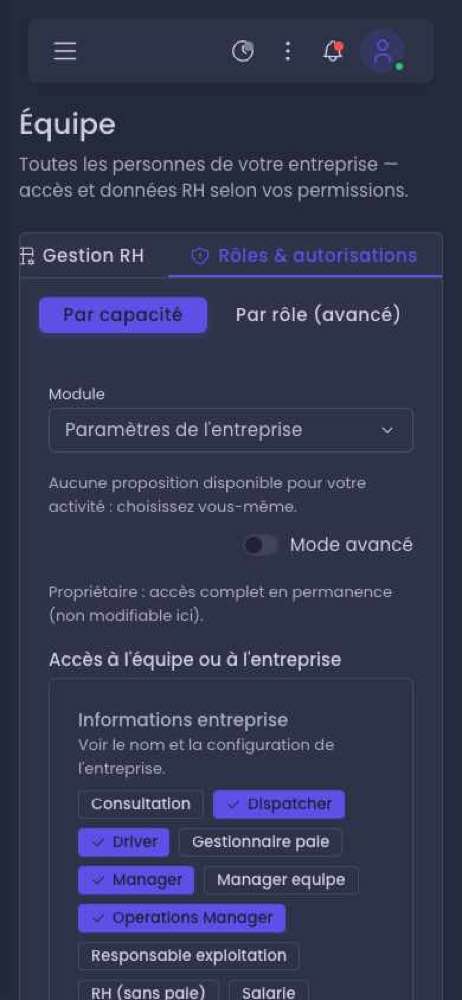 Équipe
Toutes les personnes de votre entreprise —
accès et données RH selon vos permissions.
Gestion RH
Rôles & autorisations
Par capacité
Par rôle (avancé)
Module
Paramètres de l'entreprise
Aucune proposition disponible pour votre
activité : choisissez vous-même.
Mode avancé
Propriétaire : accès complet en permanence
(non modifiable ici).
Accès à l'équipe ou à l'entreprise
Informations entreprise
Voir le nom et la configuration de
l'entreprise.
Consultation
Dispatcher
Driver
Gestionnaire paie
Manager
Manager equipe
Operations Manager
Responsable exploitation
RH (sans paie)
Salarie